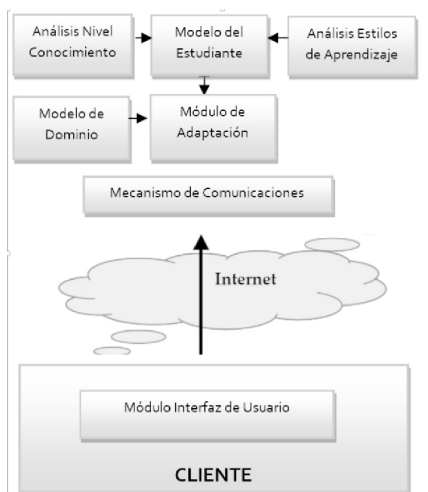 Análisis Nivel
Conocimiento
Modelo del
Estudiante
Análisis Estilos
de Aprendizaje
Modelo de
Dominio
Módulo de
Adaptación
Mecanismo de Comunicaciones
Internet
Módulo Interfaz de Usuario
CLIENTE